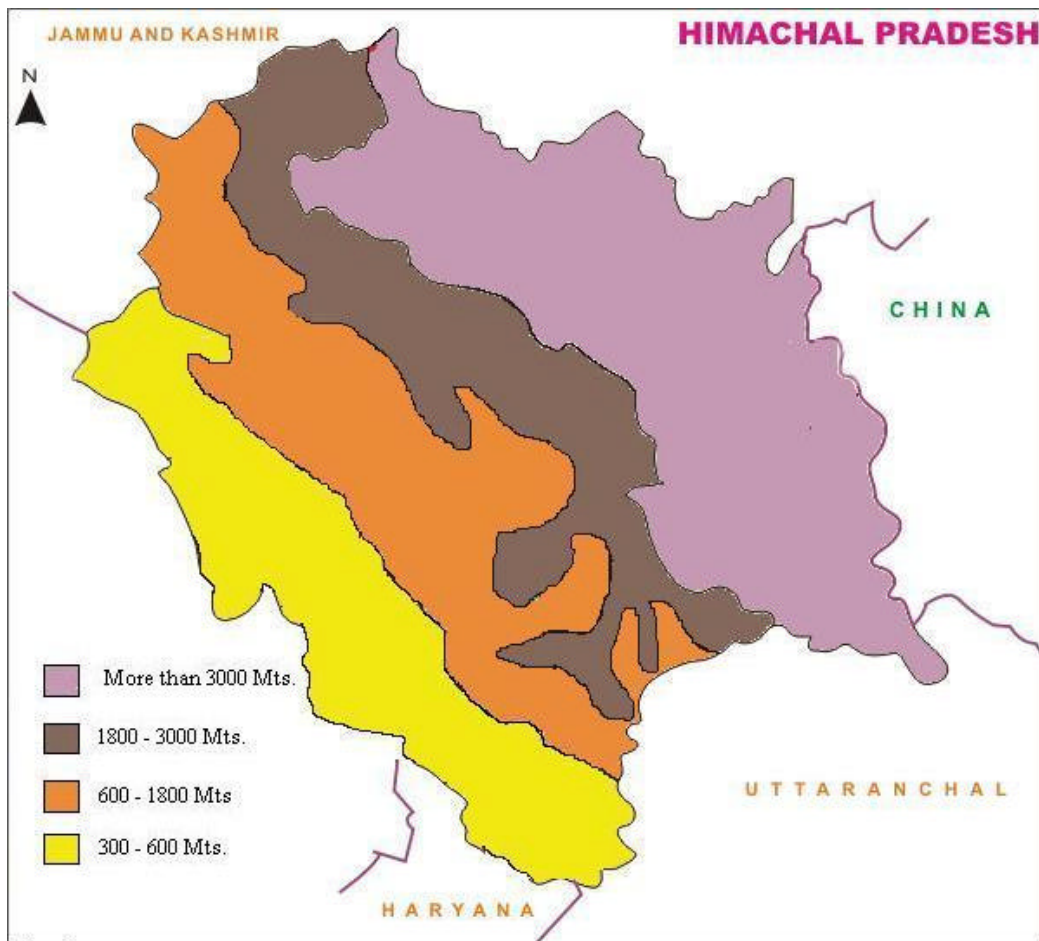 JAMMU AND KASHMIR
HIMACHAL PRADESH
N
CHINA
More than 3000 Mts.
1800 - 3000 Mts.
600 - 1800 Mts
300 - 600 Mts.
UTTARANCHAL
HARYANA